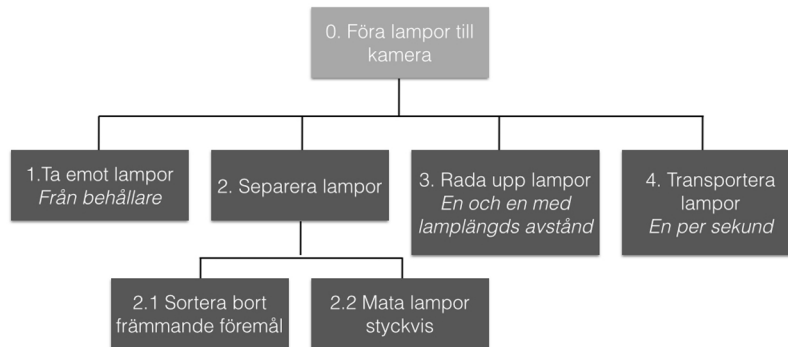 0. Föra lampor till
kamera
1.Ta emot lampor
Från behållare
2. Separera lampor
3. Rada upp lampor
En och en med
lamplängds avstånd
4. Transportera
lampor
En per sekund
2.1 Sortera bort
främmande föremål
2.2 Mata lampor
styckvis